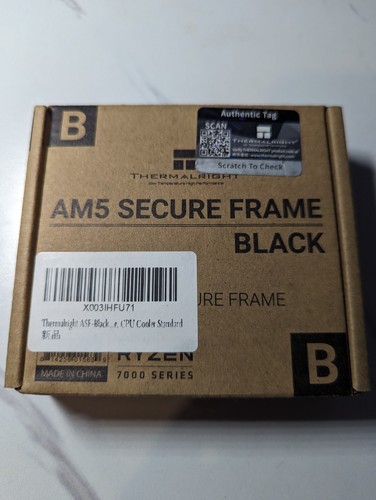 B
Authentic Tag
SCAN
THERMALRIGHT
Scratch To Check
THERMALRIGHT
AM5 SECURE FRAME
BLACK
URE FRAME
X003IHFU71
Thermalright ASF-Black...e, CPU Cooler Standard
新品
RYZEN
MADE IN CHINA
7000 SERIES
B